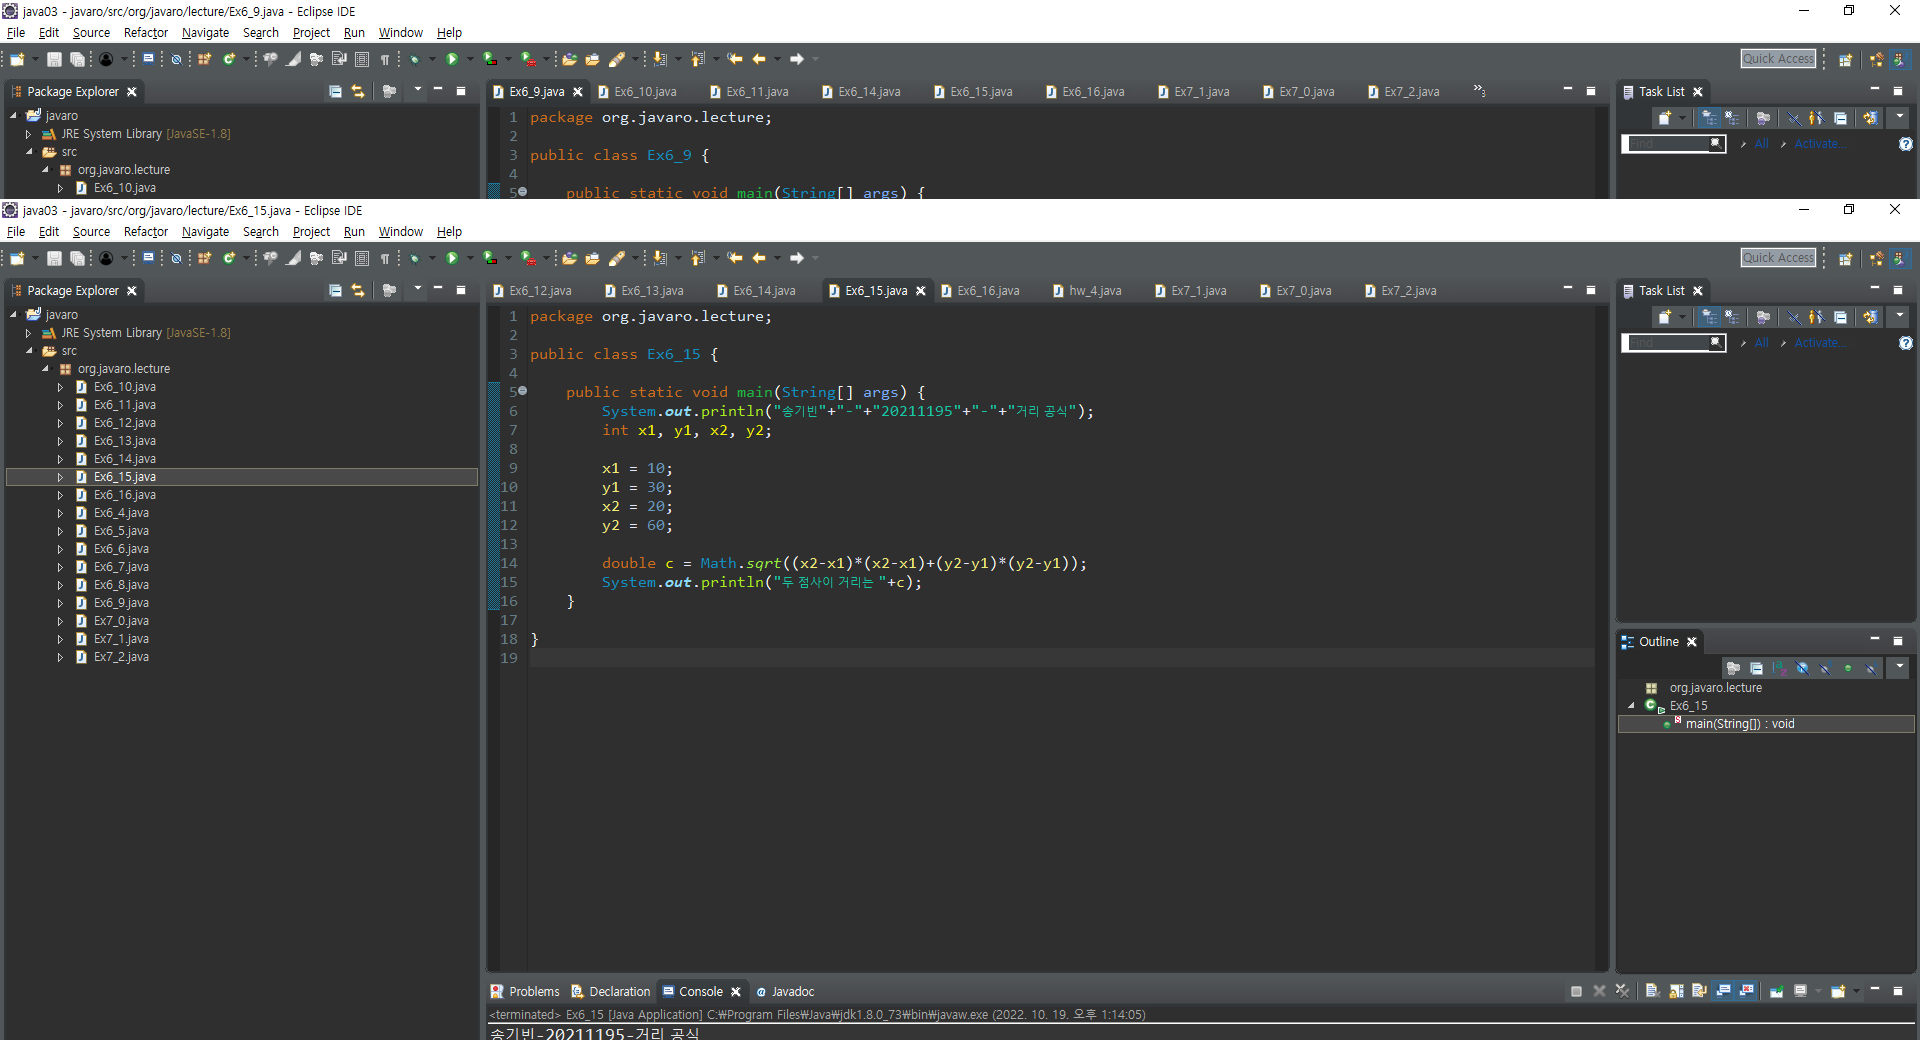 java03 - javaro/src/org/javaro/lecture/Ex6_9.java - Eclipse IDE
File Edit Source Refactor Navigate Search Project Run Window Help
Quick Access
Package Explorer
Ex6_9.java Ex6_10.java Ex6_11.java Ex6_14.java Ex6_15.java Ex6_16.java Ex7_1.java Ex7_0.java Ex7_2.java »3
Task List
javaro
JRE System Library [JavaSE-1.8]
src
org.javaro.lecture
Ex6_10.java
1 package org.javaro.lecture;
2
3 public class Ex6_9 {
4
5 public static void main(String[] args) {
Find All Activate...
java03 - javaro/src/org/javaro/lecture/Ex6_15.java - Eclipse IDE
File Edit Source Refactor Navigate Search Project Run Window Help
Quick Access
Package Explorer
Ex6_12.java Ex6_13.java Ex6_14.java Ex6_15.java Ex6_16.java hw_4.java Ex7_1.java Ex7_0.java Ex7_2.java
Task List
javaro
JRE System Library [JavaSE-1.8]
src
org.javaro.lecture
Ex6_10.java
Ex6_11.java
Ex6_12.java
Ex6_13.java
Ex6_14.java
Ex6_15.java
Ex6_16.java
Ex6_4.java
Ex6_5.java
Ex6_6.java
Ex6_7.java
Ex6_8.java
Ex6_9.java
Ex7_0.java
Ex7_1.java
Ex7_2.java
1 package org.javaro.lecture;
2
3 public class Ex6_15 {
4
5 public static void main(String[] args) {
6 System.out.println("송기빈"+"-"+"20211195"+"-"+"거리 공식");
7 int x1, y1, x2, y2;
8
9 x1 = 10;
10 y1 = 30;
11 x2 = 20;
12 y2 = 60;
13
14 double c = Math.sqrt((x2-x1)*(x2-x1)+(y2-y1)*(y2-y1));
15 System.out.println("두 점사이 거리는 "+c);
16 }
17
18 }
19
Find All Activate...
Outline
org.javaro.lecture
Ex6_15
main(String[]) : void
Problems Declaration Console Javadoc
<terminated> Ex6_15 [Java Application] C:₩Program Files₩Java₩jdk1.8.0_73₩bin₩javaw.exe (2022. 10. 19. 오후 1:14:05)
송기빈-20211195-거리 공식